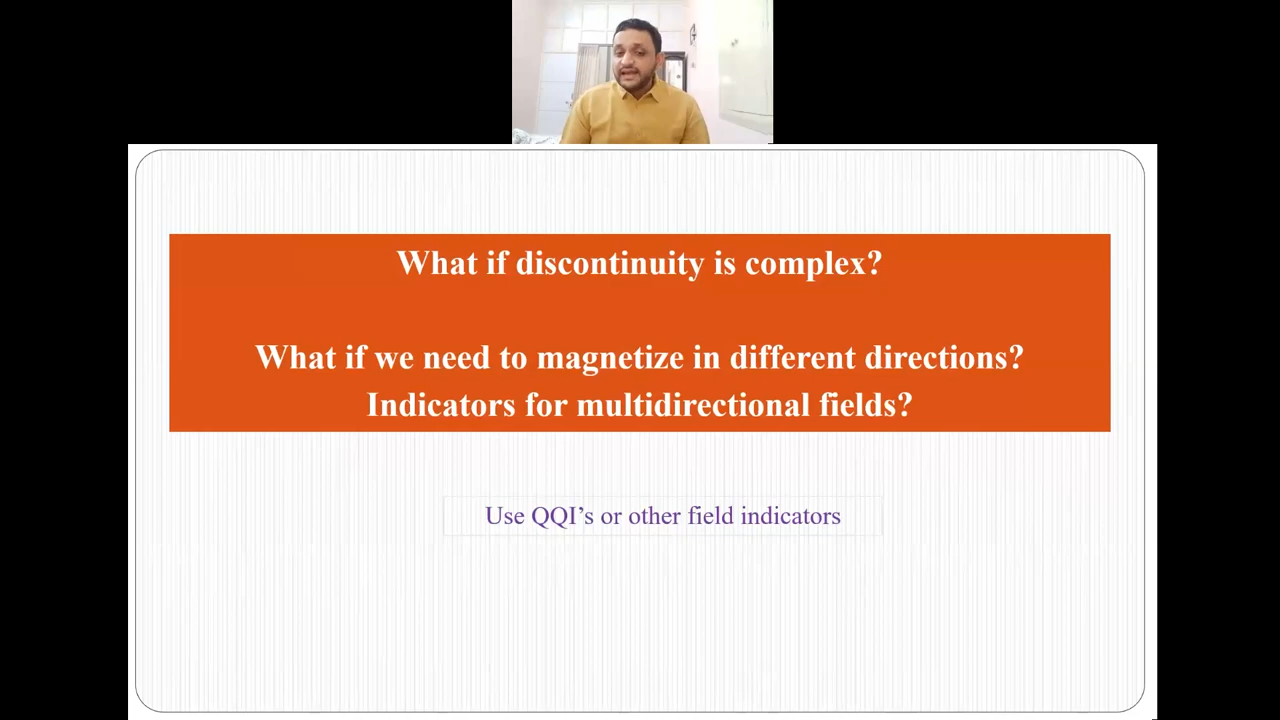 What if discontinuity is complex?
What if we need to magnetize in different directions?
Indicators for multidirectional fields?
Use QQI’s or other field indicators